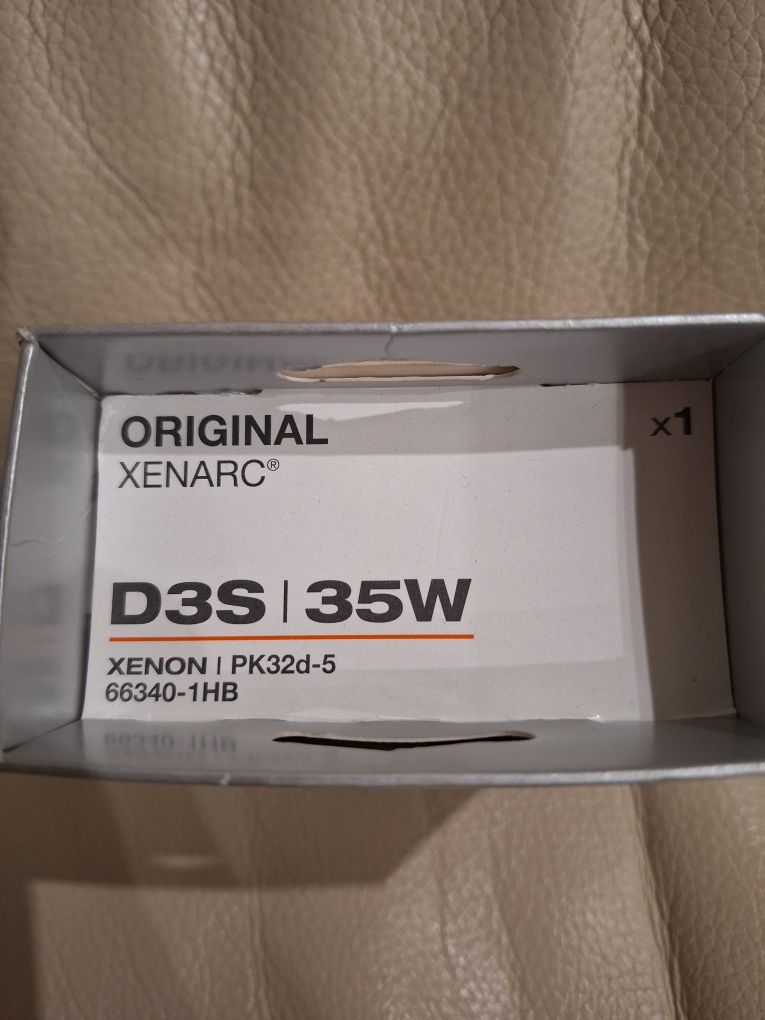 ORIGINAL
x1
XENARC®
D3S | 35W
XENON | PK32d-5
66340-1HB